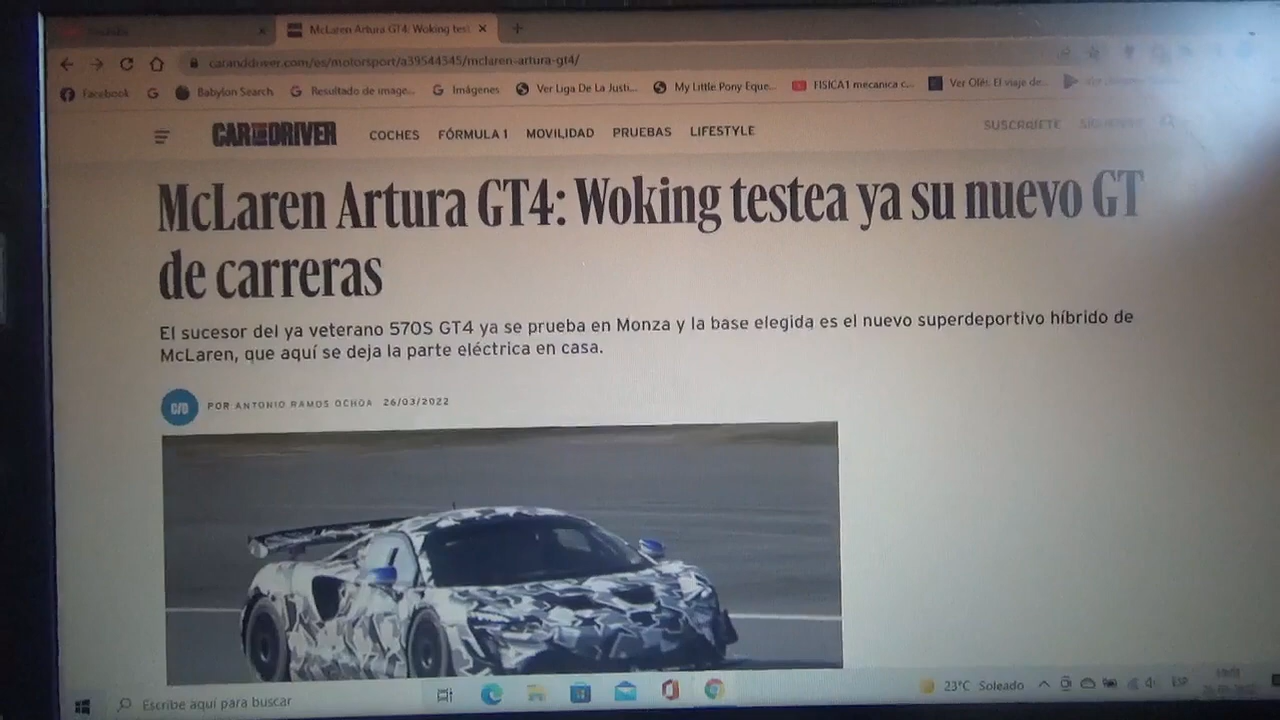 McLaren Artura GT4: Woking test
caranddriver.com/es/motorsport/a39544345/mclaren-artura-gt4/
Facebook Babylon Search Resultado de image... Imágenes Ver Liga De La Justi... My Little Pony Eque... FISICA1 mecanica c... Ver Olé!. El viaje de...
CAR AND DRIVER COCHES FÓRMULA 1 MOVILIDAD PRUEBAS LIFESTYLE SUSCRÍBETE
McLaren Artura GT4: Woking testea ya su nuevo GT
de carreras
El sucesor del ya veterano 570S GT4 ya se prueba en Monza y la base elegida es el nuevo superdeportivo híbrido de
McLaren, que aquí se deja la parte eléctrica en casa.
C/D POR ANTONIO RAMOS OCHOA 26/03/2022
Escribe aquí para buscar 23°C Soleado ESP